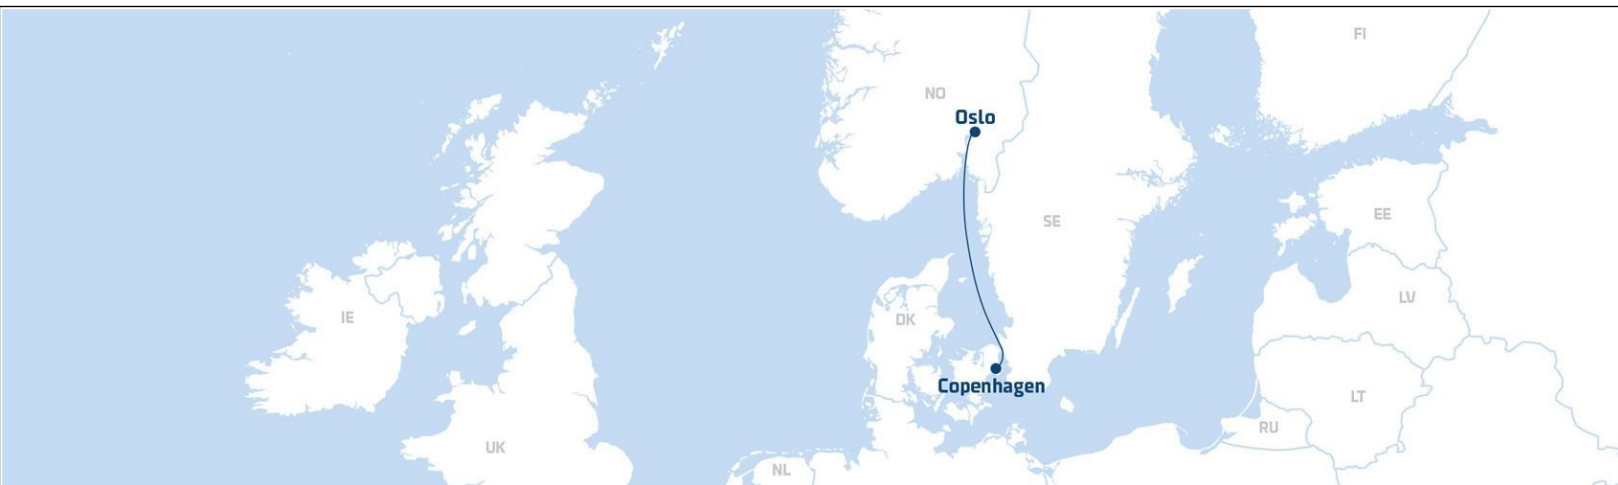 FI
NO
Oslo
EE
SE
LV
IE
DK
Copenhagen
LT
RU
UK
NL